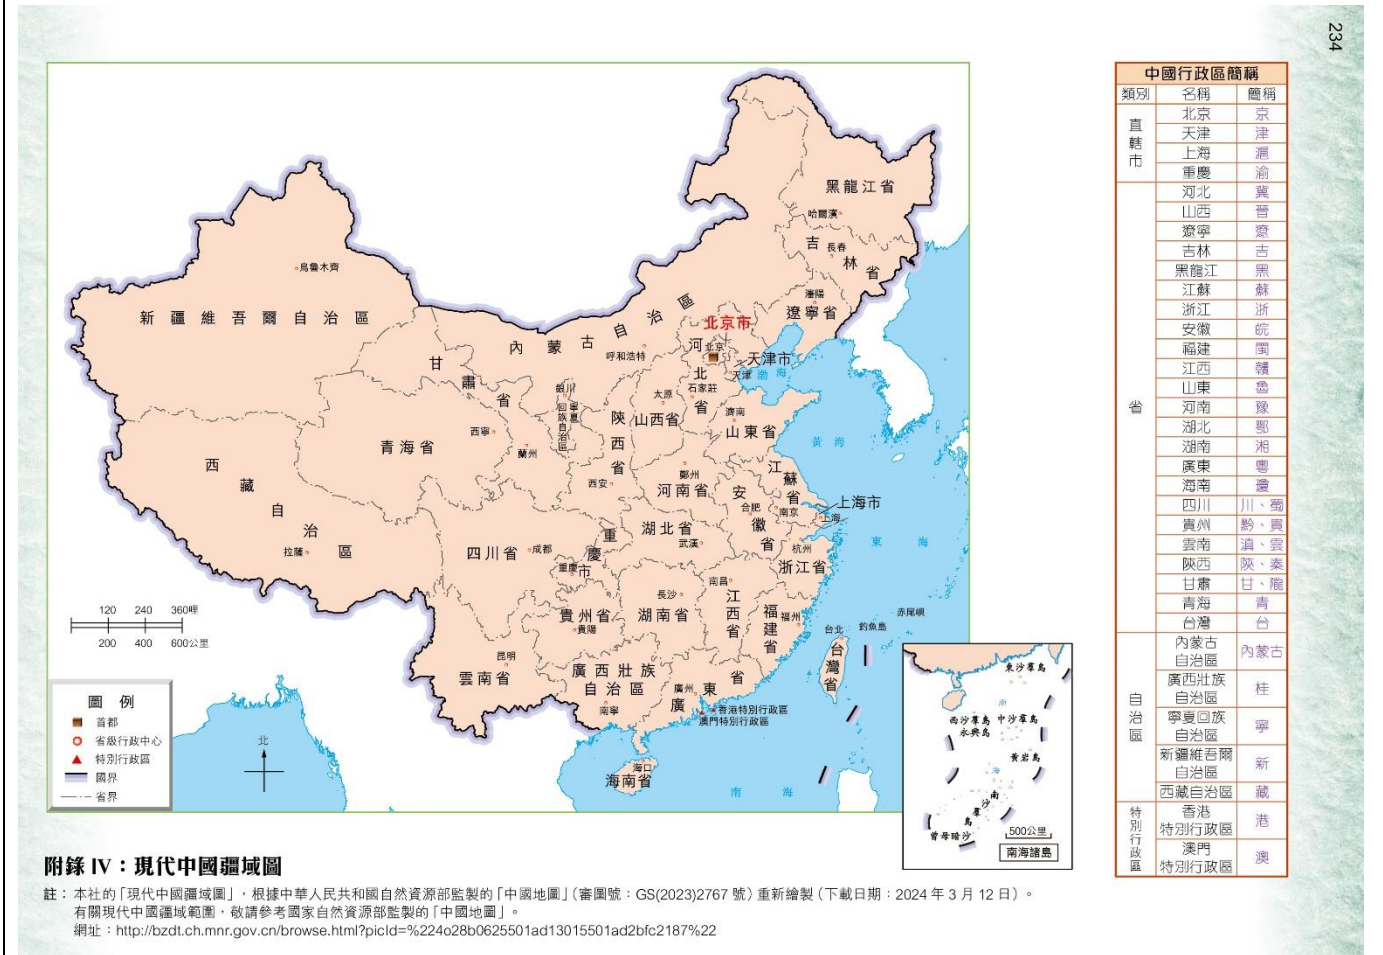 234
黑龍江省
哈爾濱
吉林省
長春
瀋陽
遼寧省
烏魯木齊
新疆維吾爾自治區
內蒙古自治區
呼和浩特
北京市
北京
天津市
天津
渤海
河北省
石家莊
甘肅省
銀川
寧夏
回族自治區
陝西省
太原
山西省
濟南
山東省
黃海
青海省
西寧
蘭州
西安
鄭州
河南省
江蘇省
安徽省
合肥
南京
上海市
上海
西藏自治區
拉薩
四川省
成都
重慶市
重慶
湖北省
武漢
杭州
浙江省
東海
南昌
江西省
長沙
湖南省
貴州省
貴陽
福建省
福州
赤尾嶼
釣魚島
台北
台灣省
昆明
雲南省
廣西壯族
自治區
南寧
廣東省
廣州
香港特別行政區
澳門特別行政區
海口
海南省
南海
120 240 360哩
200 400 600公里
圖例
首都
省級行政中心
特別行政區
國界
省界
北
東沙羣島
南海
西沙羣島
永興島
中沙羣島
黃岩島
南沙羣島
曾母暗沙
500公里
南海諸島
中國行政區簡稱
類別 名稱 簡稱
直轄市
北京 京
天津 津
上海 滬
重慶 渝
省
河北 冀
山西 晉
遼寧 遼
吉林 吉
黑龍江 黑
江蘇 蘇
浙江 浙
安徽 皖
福建 閩
江西 贛
山東 魯
河南 豫
湖北 鄂
湖南 湘
廣東 粵
海南 瓊
四川 川、蜀
貴州 黔、貴
雲南 滇、雲
陝西 陝、秦
甘肅 甘、隴
青海 青
台灣 台
自治區
內蒙古
自治區 內蒙古
廣西壯族
自治區 桂
寧夏回族
自治區 寧
新疆維吾爾
自治區 新
西藏自治區 藏
特別行政區
香港
特別行政區 港
澳門
特別行政區 澳
附錄 IV：現代中國疆域圖
註：本社的「現代中國疆域圖」，根據中華人民共和國自然資源部監製的「中國地圖」（審圖號：GS(2023)2767 號）重新繪製（下載日期：2024 年 3 月 12 日）。
有關現代中國疆域範圍，敬請參考國家自然資源部監製的「中國地圖」。
網址：http://bzdt.ch.mnr.gov.cn/browse.html?picId=%224o28b0625501ad13015501ad2bfc2187%22